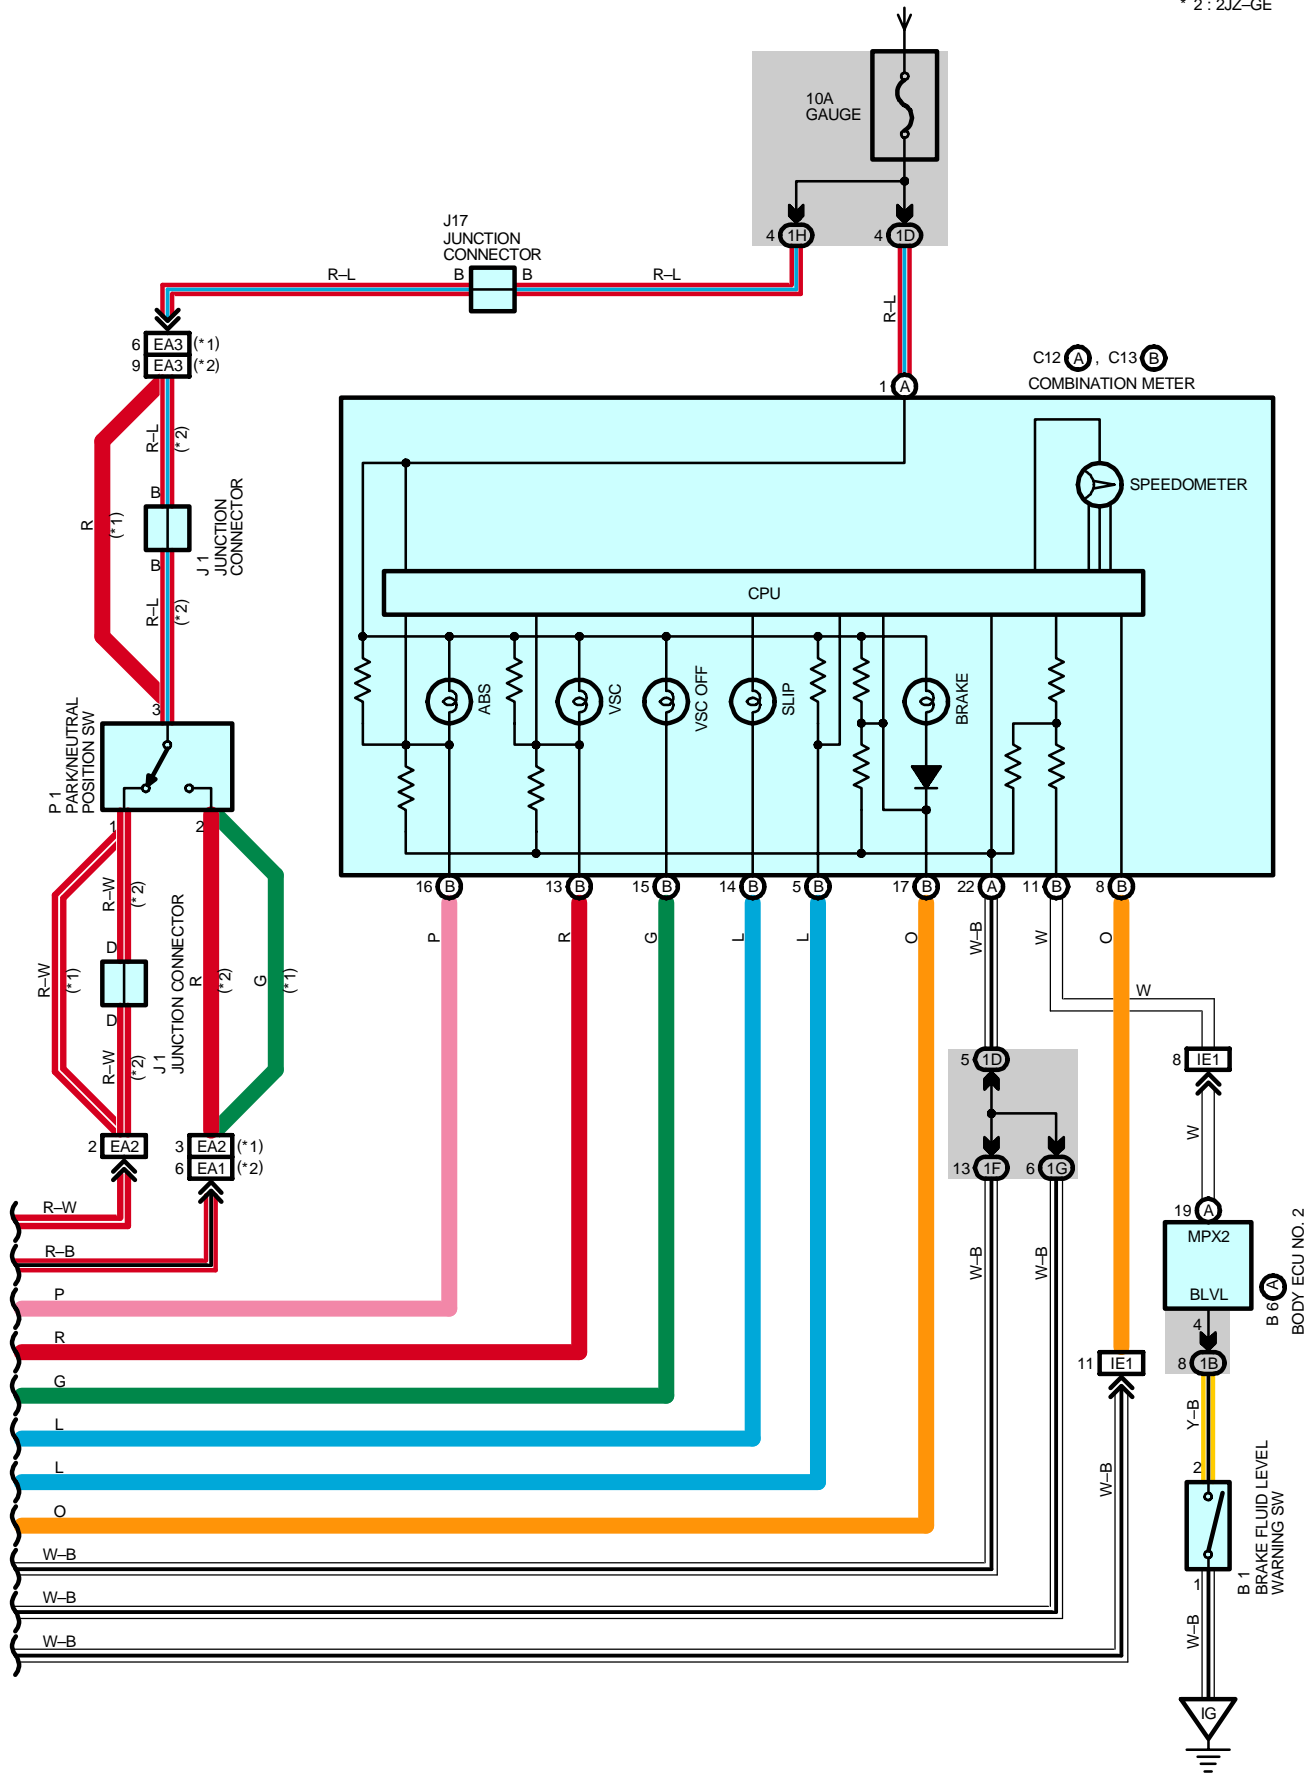 * 2 : 2JZ–GE
10A
GAUGE
4 1H
4 1D
J17
JUNCTION
CONNECTOR
R–L
B
B
R–L
R–L
6 EA3 (*1)
9 EA3 (*2)
C12 A , C13 B
COMBINATION METER
1 A
R–L
(*2)
R
(*1)
B
B
J 1
JUNCTION
CONNECTOR
R–L
(*2)
SPEEDOMETER
CPU
ABS
VSC
VSC OFF
SLIP
BRAKE
3
P 1
PARK/NEUTRAL
POSITION SW
1
2
16 B
13 B
15 B
14 B
5 B
17 B
22 A
11 B
8 B
R–W
(*2)
R–W
(*1)
D
D
R–W
(*2)
J 1
JUNCTION CONNECTOR
R
(*2)
G
(*1)
P
R
G
L
L
O
W–B
W
O
W
5 1D
8 IE1
W
2 EA2
3 EA2 (*1)
6 EA1 (*2)
13 1F
6 1G
19 A
MPX2
BLVL
B 6 A
BODY ECU NO. 2
R–W
R–B
W–B
W–B
4
8 1B
11 IE1
P
R
G
L
L
O
W–B
W–B
W–B
Y–B
W–B
2
B 1
BRAKE FLUID LEVEL
WARNING SW
1
W–B
IG